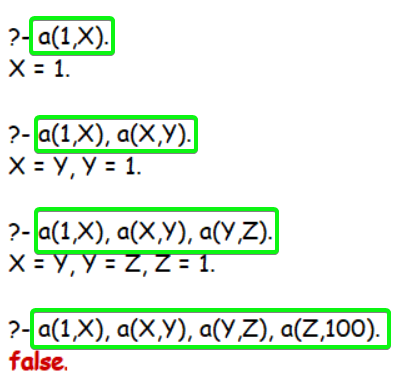 ?- a(1,X).
X = 1.
?- a(1,X), a(X,Y).
X = Y, Y = 1.
?- a(1,X), a(X,Y), a(Y,Z).
X = Y, Y = Z, Z = 1.
?- a(1,X), a(X,Y), a(Y,Z), a(Z,100).
false.